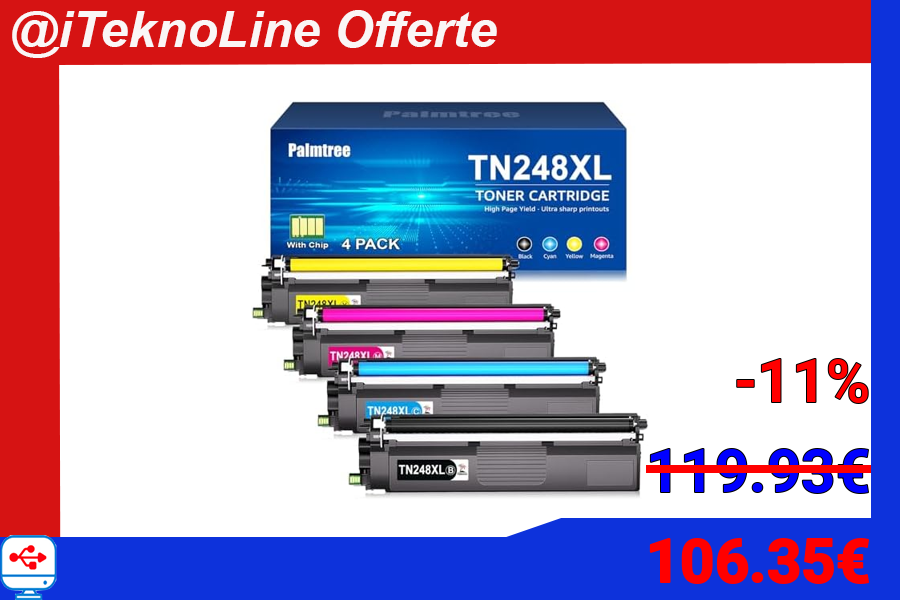 @iTeknoLine Offerte
Palmtree
Palmtree
TN248XL
TONER CARTRIDGE
High Page Yield - Ultra sharp printouts
With Chip
4 PACK
Black Cyan Yellow Magenta
TN248XL Y
TN248XL M
TN248XL C
TN248XL B
-11%
119.93€
106.35€